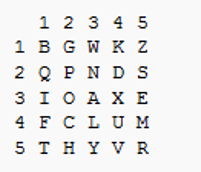 1 2 3 4 5
1 B G W K Z
2 Q P N D S
3 I O A X E
4 F C L U M
5 T H Y V R